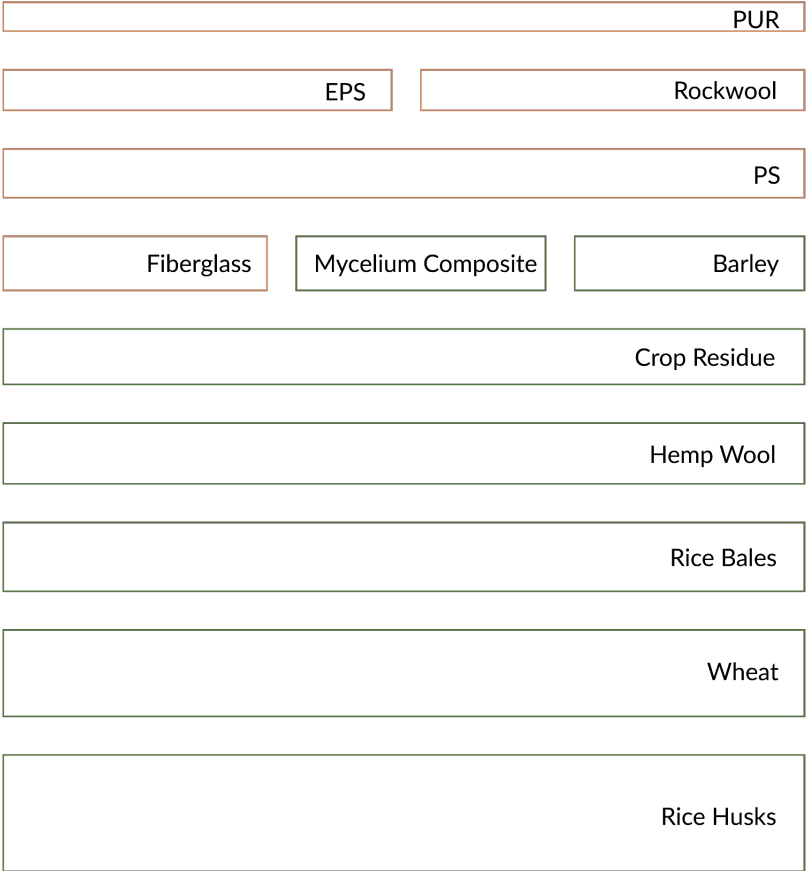 PUR
EPS
Rockwool
PS
Fiberglass
Mycelium Composite
Barley
Crop Residue
Hemp Wool
Rice Bales
Wheat
Rice Husks